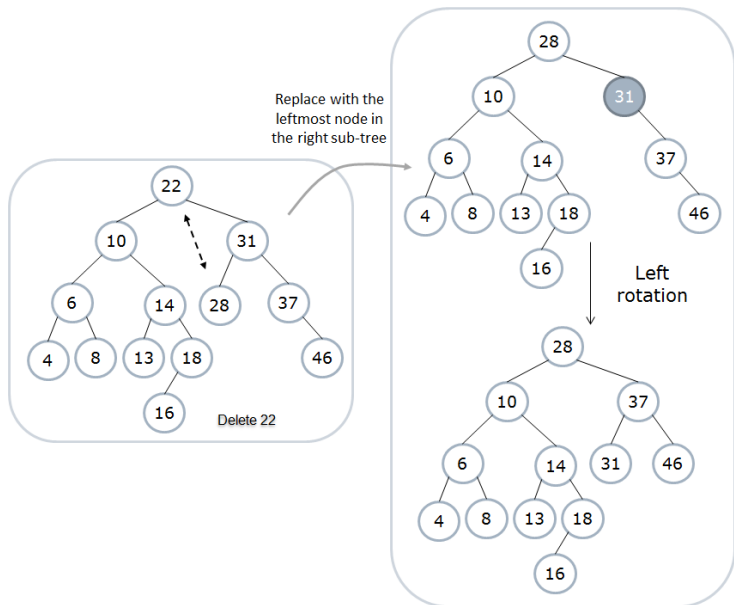 22
10 31
6 14 28 37
4 8 13 18 46
16
Delete 22
Replace with the
leftmost node in
the right sub-tree
28
10 31
6 14 37
4 8 13 18 46
16
Left
rotation
28
10 37
6 14 31 46
4 8 13 18
16